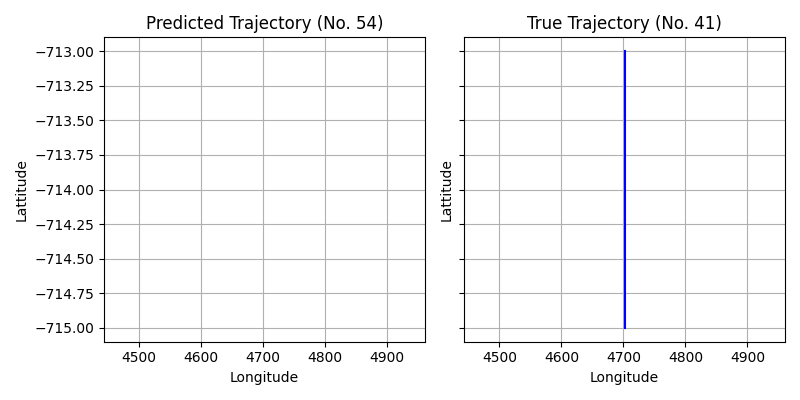 Predicted Trajectory (No. 54)
True Trajectory (No. 41)
Lattitude
−713.00
−713.25
−713.50
−713.75
−714.00
−714.25
−714.50
−714.75
−715.00
4500 4600 4700 4800 4900
Longitude
Lattitude
4500 4600 4700 4800 4900
Longitude